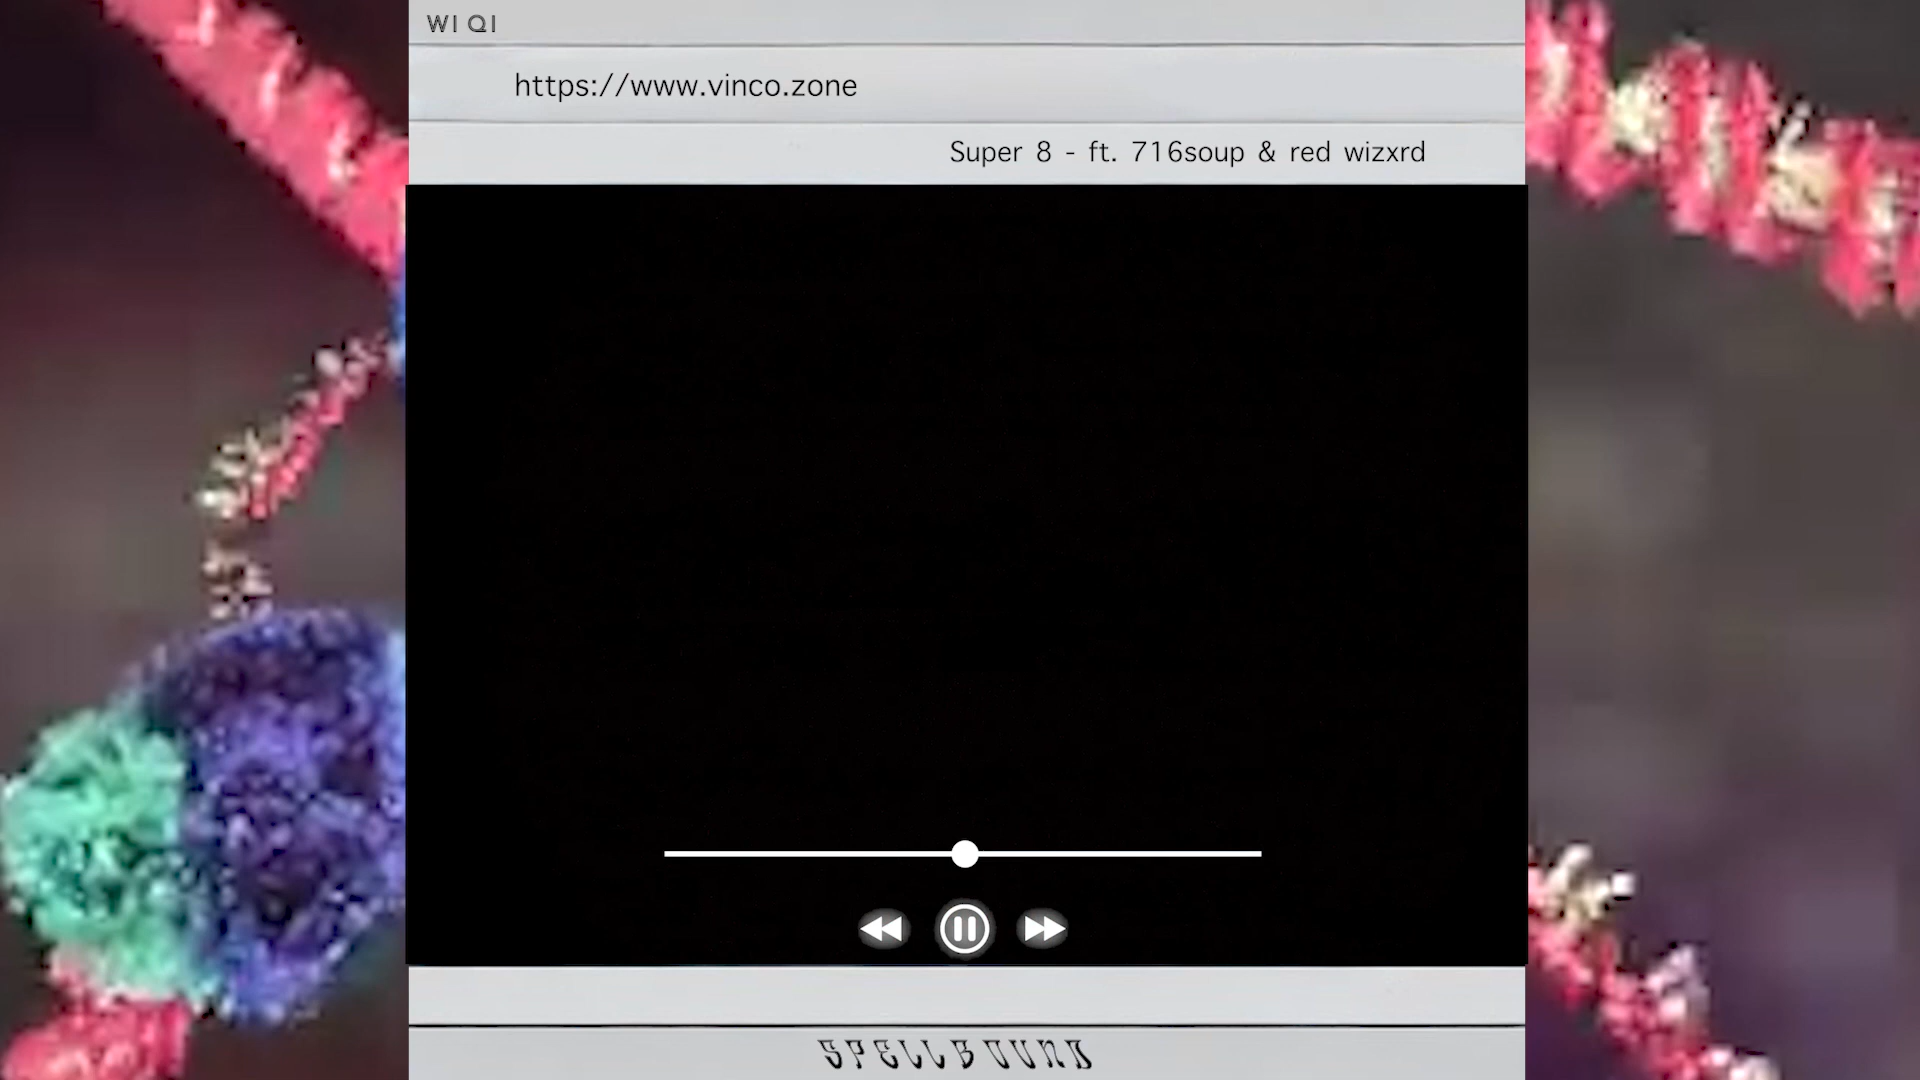 WI QI
https://www.vinco.zone
Super 8 - ft. 716soup & red wizxrd
SPELLBOUND